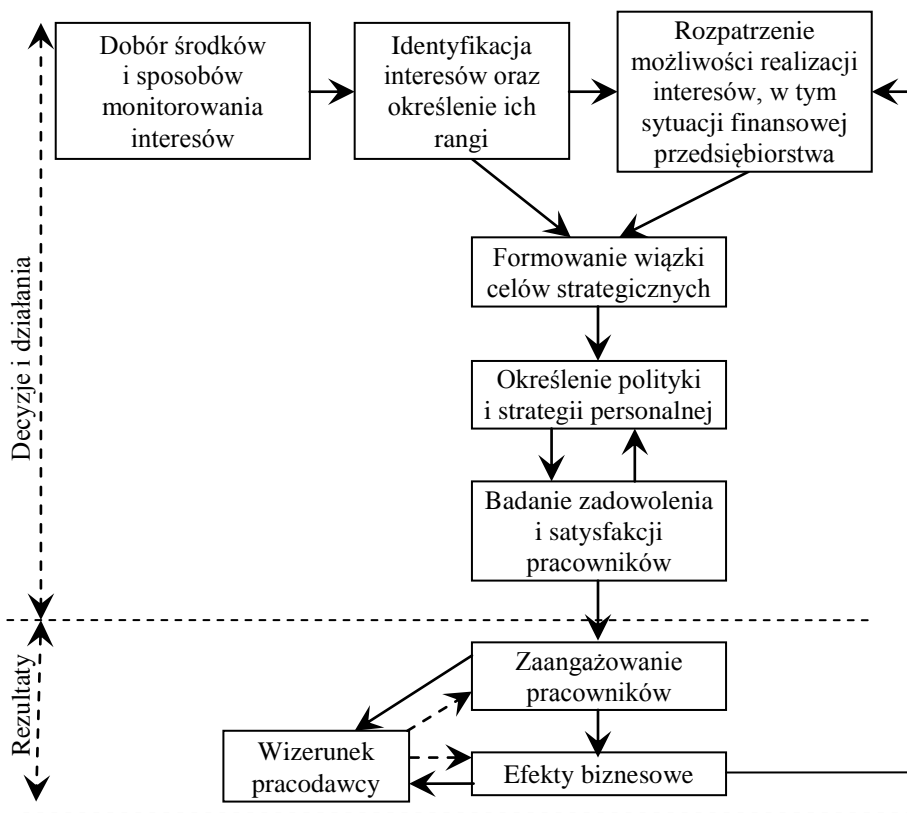 Dobór środków
i sposobów
monitorowania
interesów
Identyfikacja
interesów oraz
określenie ich
rangi
Rozpatrzenie
możliwości realizacji
interesów, w tym
sytuacji finansowej
przedsiębiorstwa
Formowanie wiązki
celów strategicznych
Określenie polityki
i strategii personalnej
Badanie zadowolenia
i satysfakcji
pracowników
Decyzje i działania
Zaangażowanie
pracowników
Wizerunek
pracodawcy
Efekty biznesowe
Rezultaty